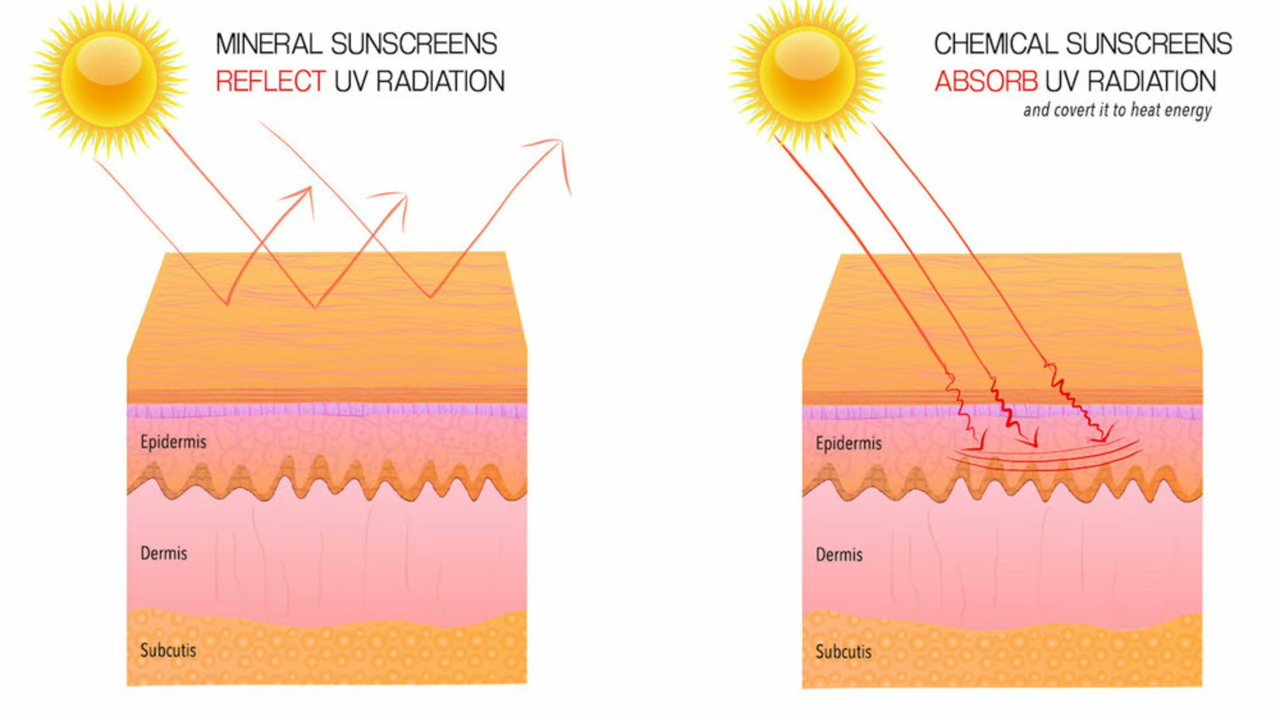 MINERAL SUNSCREENS
REFLECT UV RADIATION
Epidermis
Dermis
Subcutis
CHEMICAL SUNSCREENS
ABSORB UV RADIATION
and covert it to heat energy
Epidermis
Dermis
Subcutis